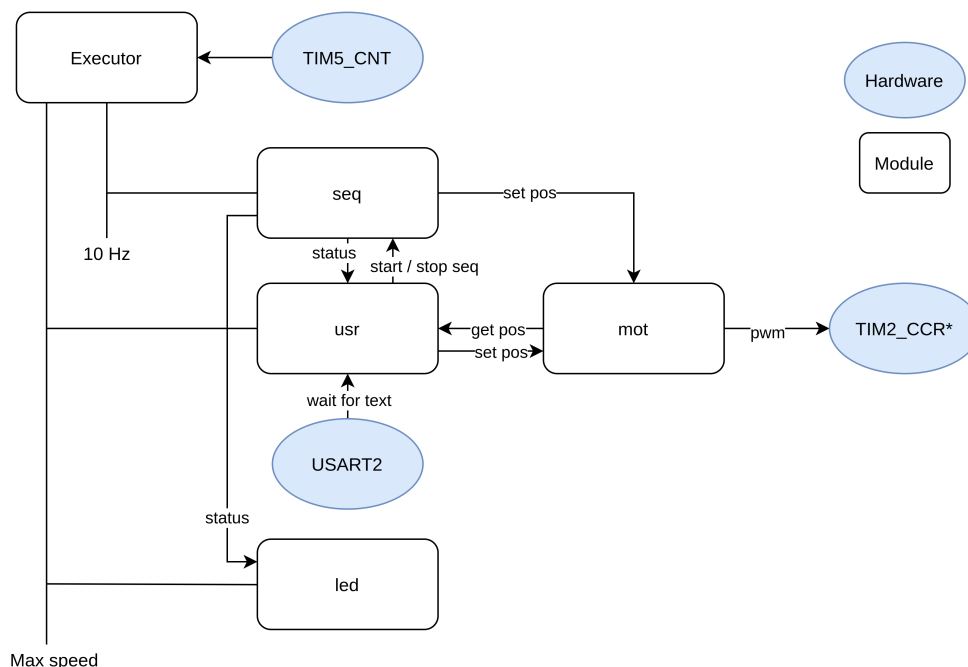 Executor
TIM5_CNT
Hardware
Module
seq
set pos
10 Hz
status
start / stop seq
usr
get pos
set pos
mot
pwm
TIM2_CCR*
wait for text
USART2
status
led
Max speed